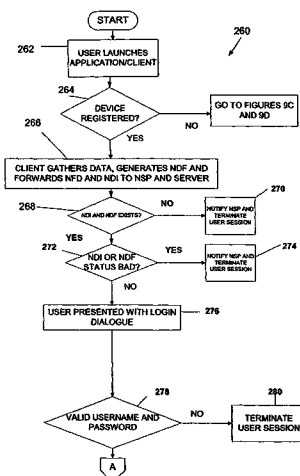 START
260
262
USER LAUNCHES
APPLICATION/CLIENT
264
DEVICE
REGISTERED?
NO
GO TO FIGURES 9C
AND 9D
YES
266
CLIENT GATHERS DATA, GENERATES NDF AND
FORWARDS NFD AND NDI TO NSP AND SERVER
268
NDI AND NDF EXISTS?
NO
270
NOTIFY NSP AND
TERMINATE
USER SESSION
YES
272
NDI OR NDF
STATUS BAD?
YES
274
NOTIFY NSP AND
TERMINATE
USER SESSION
NO
USER PRESENTED WITH LOGIN
DIALOGUE
276
278
VALID USERNAME AND
PASSWORD
NO
280
TERMINATE
USER SESSION
A